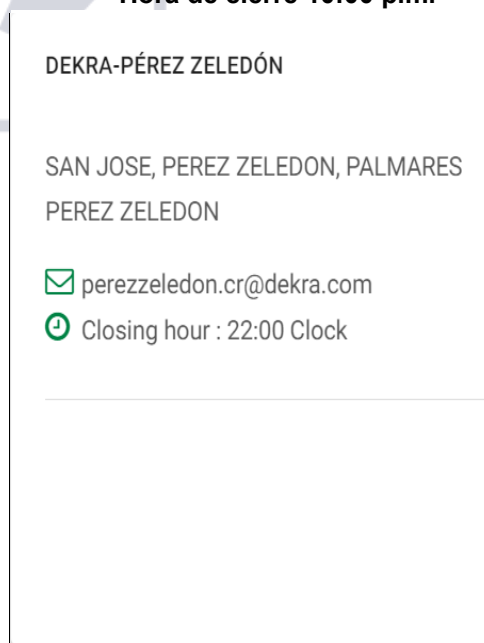 Hora de 10:00 p.m.
DEKRA-PÉREZ ZELEDÓN
SAN JOSE, PEREZ ZELEDON, PALMARES
PEREZ ZELEDON
perezzeledon.cr@dekra.com
Closing hour : 22:00 Clock